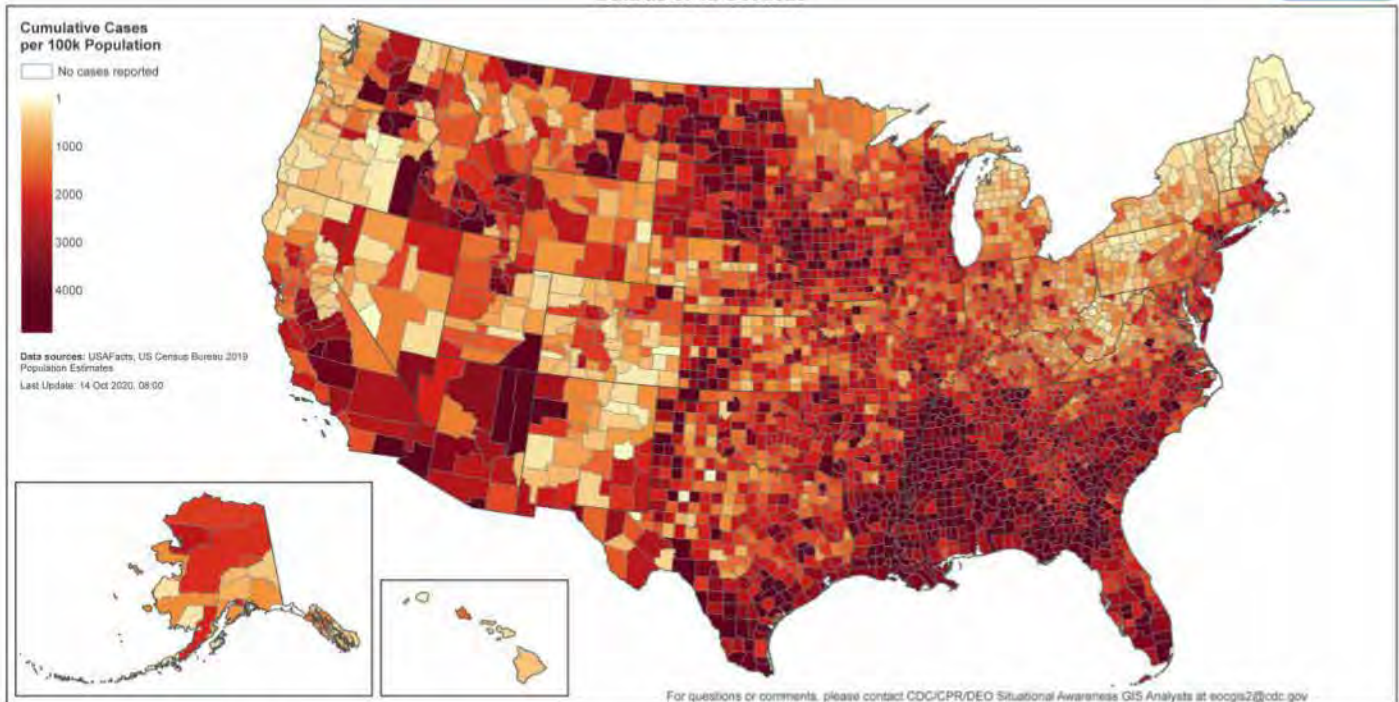 Cumulative Cases
per 100k Population
No cases reported
1
1000
2000
3000
4000
Data sources: USAFacts, US Census Bureau 2019
Population Estimates
Last Update: 14 Oct 2020, 08:00
For questions or comments, please contact CDC/CPR/DEO Situational Awareness GIS Analysts at eocgis2@cdc.gov